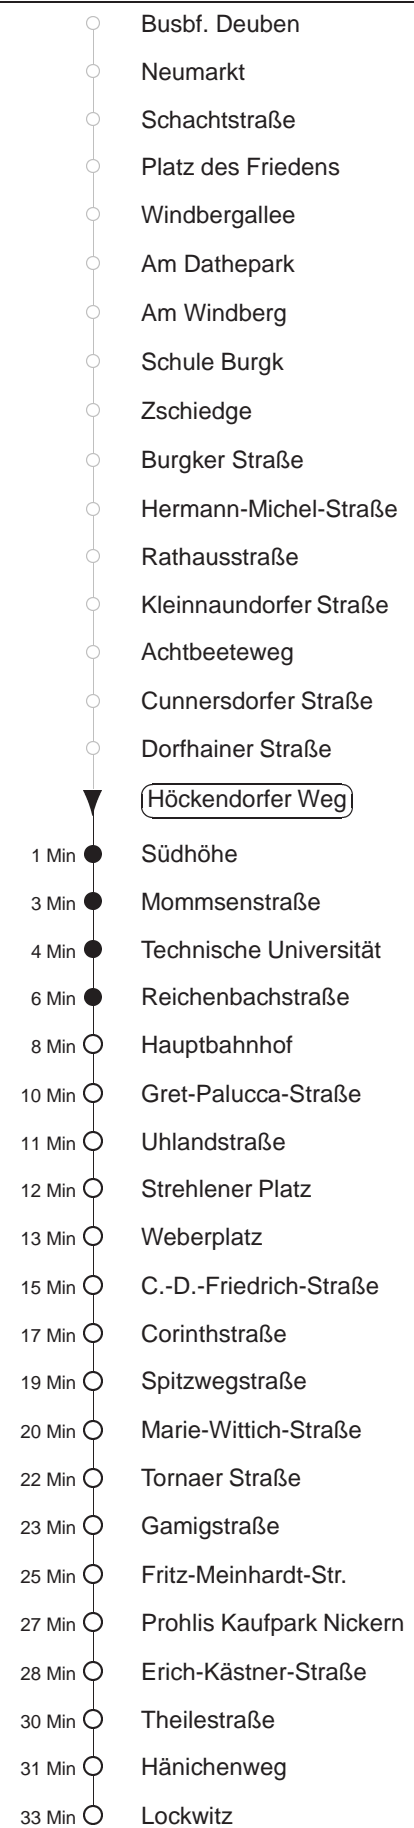 Busbf. Deuben
Neumarkt
Schachtstraße
Platz des Friedens
Windbergallee
Am Dathepark
Am Windberg
Schule Burgk
Zschiedge
Burgker Straße
Hermann-Michel-Straße
Rathausstraße
Kleinnaundorfer Straße
Achtbeeteweg
Cunnersdorfer Straße
Dorfhainer Straße
Höckendorfer Weg
1 Min Südhöhe
3 Min Mommsenstraße
4 Min Technische Universität
6 Min Reichenbachstraße
8 Min Hauptbahnhof
10 Min Gret-Palucca-Straße
11 Min Uhlandstraße
12 Min Strehlener Platz
13 Min Weberplatz
15 Min C.-D.-Friedrich-Straße
17 Min Corinthstraße
19 Min Spitzwegstraße
20 Min Marie-Wittich-Straße
22 Min Tornaer Straße
23 Min Gamigstraße
25 Min Fritz-Meinhardt-Str.
27 Min Prohlis Kaufpark Nickern
28 Min Erich-Kästner-Straße
30 Min Theilestraße
31 Min Hänichenweg
33 Min Lockwitz